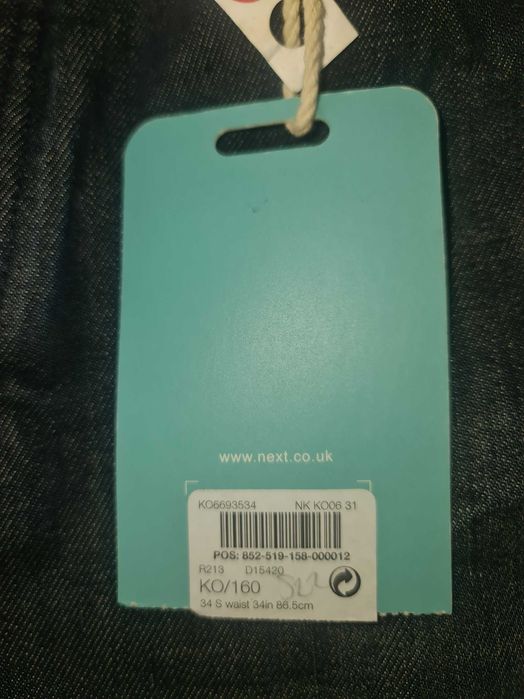 www.next.co.uk
KO6693534 NK KO06 31
POS: 852-519-158-000012
R213 D15420
KO/160
34 S waist 34in 86.5cm